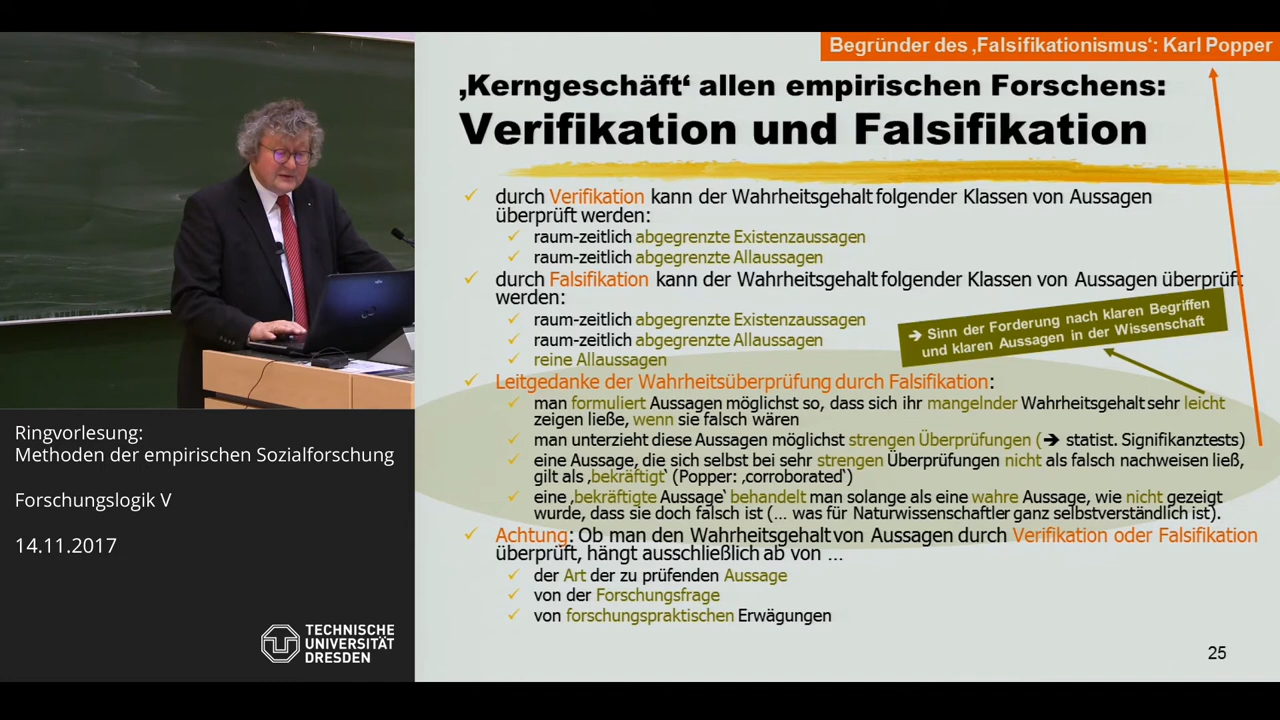 Begründer des ‚Falsifikationismus‘: Karl Popper
‚Kerngeschäft‘ allen empirischen Forschens:
Verifikation und Falsifikation
durch Verifikation kann der Wahrheitsgehalt folgender Klassen von Aussagen
überprüft werden:
raum-zeitlich abgegrenzte Existenzaussagen
raum-zeitlich abgegrenzte Allaussagen
durch Falsifikation kann der Wahrheitsgehalt folgender Klassen von Aussagen überprüft
werden:
raum-zeitlich abgegrenzte Existenzaussagen
raum-zeitlich abgegrenzte Allaussagen
reine Allaussagen
➔ Sinn der Forderung nach klaren Begriffen
und klaren Aussagen in der Wissenschaft
Leitgedanke der Wahrheitsüberprüfung durch Falsifikation:
man formuliert Aussagen möglichst so, dass sich ihr mangelnder Wahrheitsgehalt sehr leicht
zeigen ließe, wenn sie falsch wären
man unterzieht diese Aussagen möglichst strengen Überprüfungen (➔ statist. Signifikanztests)
eine Aussage, die sich selbst bei sehr strengen Überprüfungen nicht als falsch nachweisen ließ,
gilt als ‚bekräftigt‘ (Popper: ‚corroborated‘)
eine ‚bekräftigte Aussage‘ behandelt man solange als eine wahre Aussage, wie nicht gezeigt
wurde, dass sie doch falsch ist (... was für Naturwissenschaftler ganz selbstverständlich ist).
Achtung: Ob man den Wahrheitsgehalt von Aussagen durch Verifikation oder Falsifikation
überprüft, hängt ausschließlich ab von ...
der Art der zu prüfenden Aussage
von der Forschungsfrage
von forschungspraktischen Erwägungen
25
Ringvorlesung:
Methoden der empirischen Sozialforschung
Forschungslogik V
14.11.2017
TECHNISCHE
UNIVERSITÄT
DRESDEN